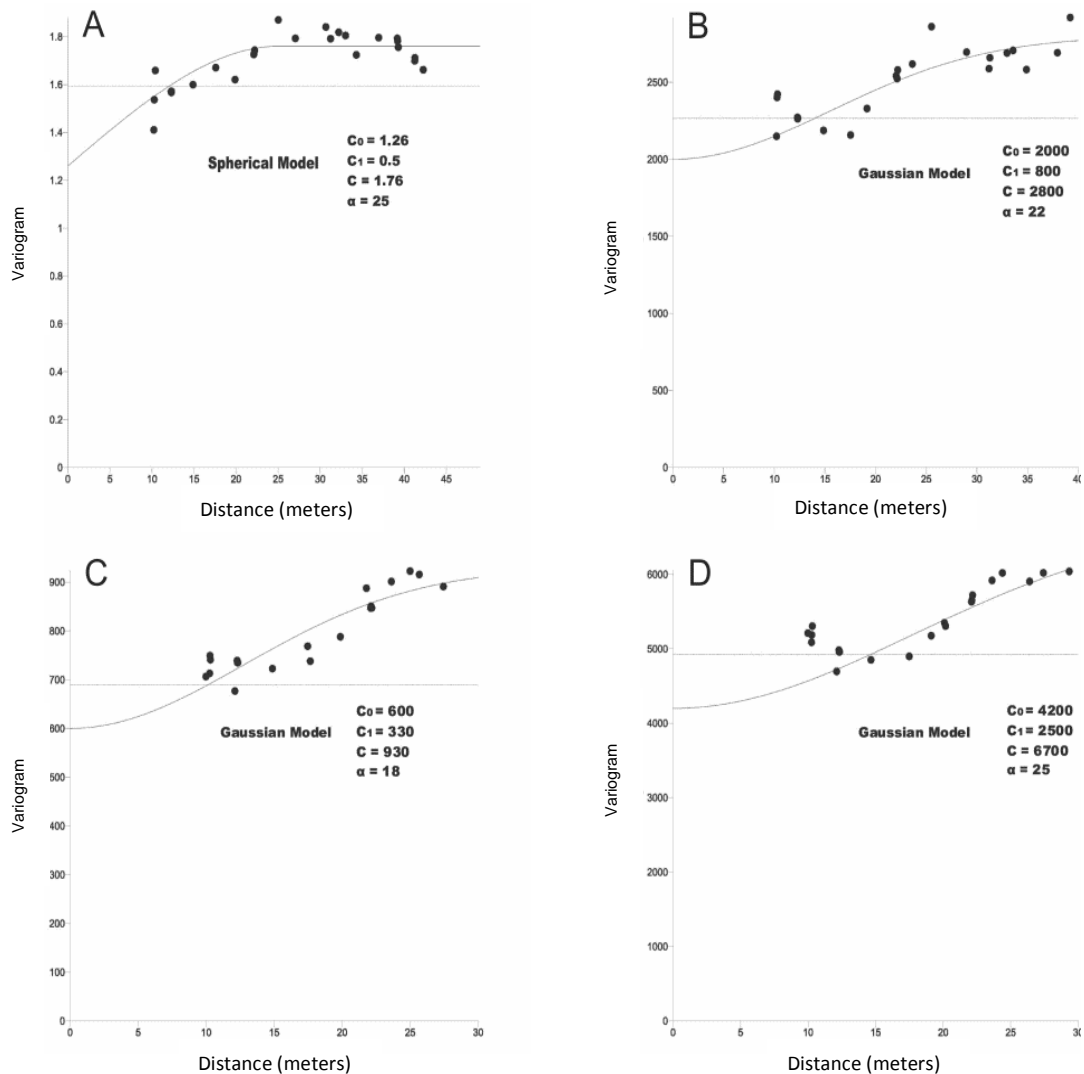 A
1.8
1.6
1.4
1.2
1
0.8
0.6
0.4
0.2
0
Variogram
Spherical Model
C0 = 1.26
C1 = 0.5
C = 1.76
α = 25
0 5 10 15 20 25 30 35 40 45
Distance (meters)
B
2500
2000
1500
1000
500
0
Variogram
Gaussian Model
C0 = 2000
C1 = 800
C = 2800
α = 22
0 5 10 15 20 25 30 35 40
Distance (meters)
C
900
800
700
600
500
400
300
200
100
0
Variogram
Gaussian Model
C0 = 600
C1 = 330
C = 930
α = 18
0 5 10 15 20 25 30
Distance (meters)
D
6000
5000
4000
3000
2000
1000
0
Variogram
Gaussian Model
C0 = 4200
C1 = 2500
C = 6700
α = 25
0 5 10 15 20 25 30
Distance (meters)